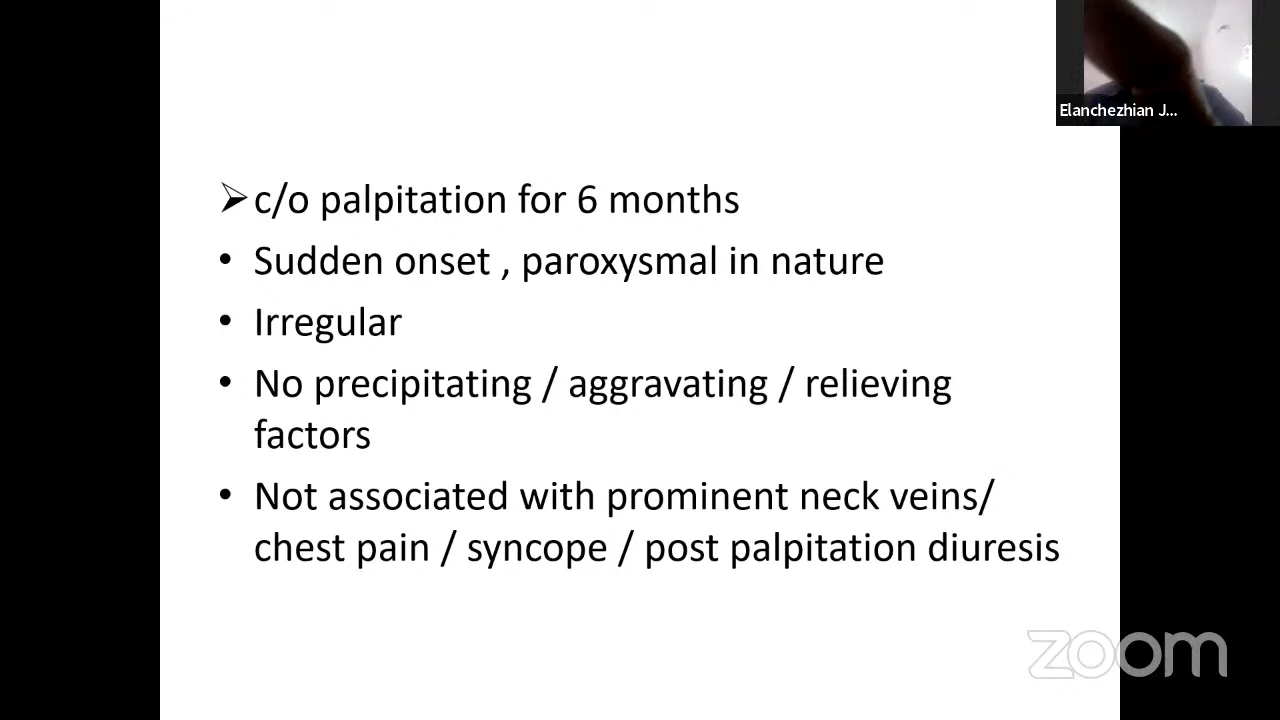 Elanchezhian J...
➢c/o palpitation for 6 months
• Sudden onset , paroxysmal in nature
• Irregular
• No precipitating / aggravating / relieving
factors
• Not associated with prominent neck veins/
chest pain / syncope / post palpitation diuresis
zoom